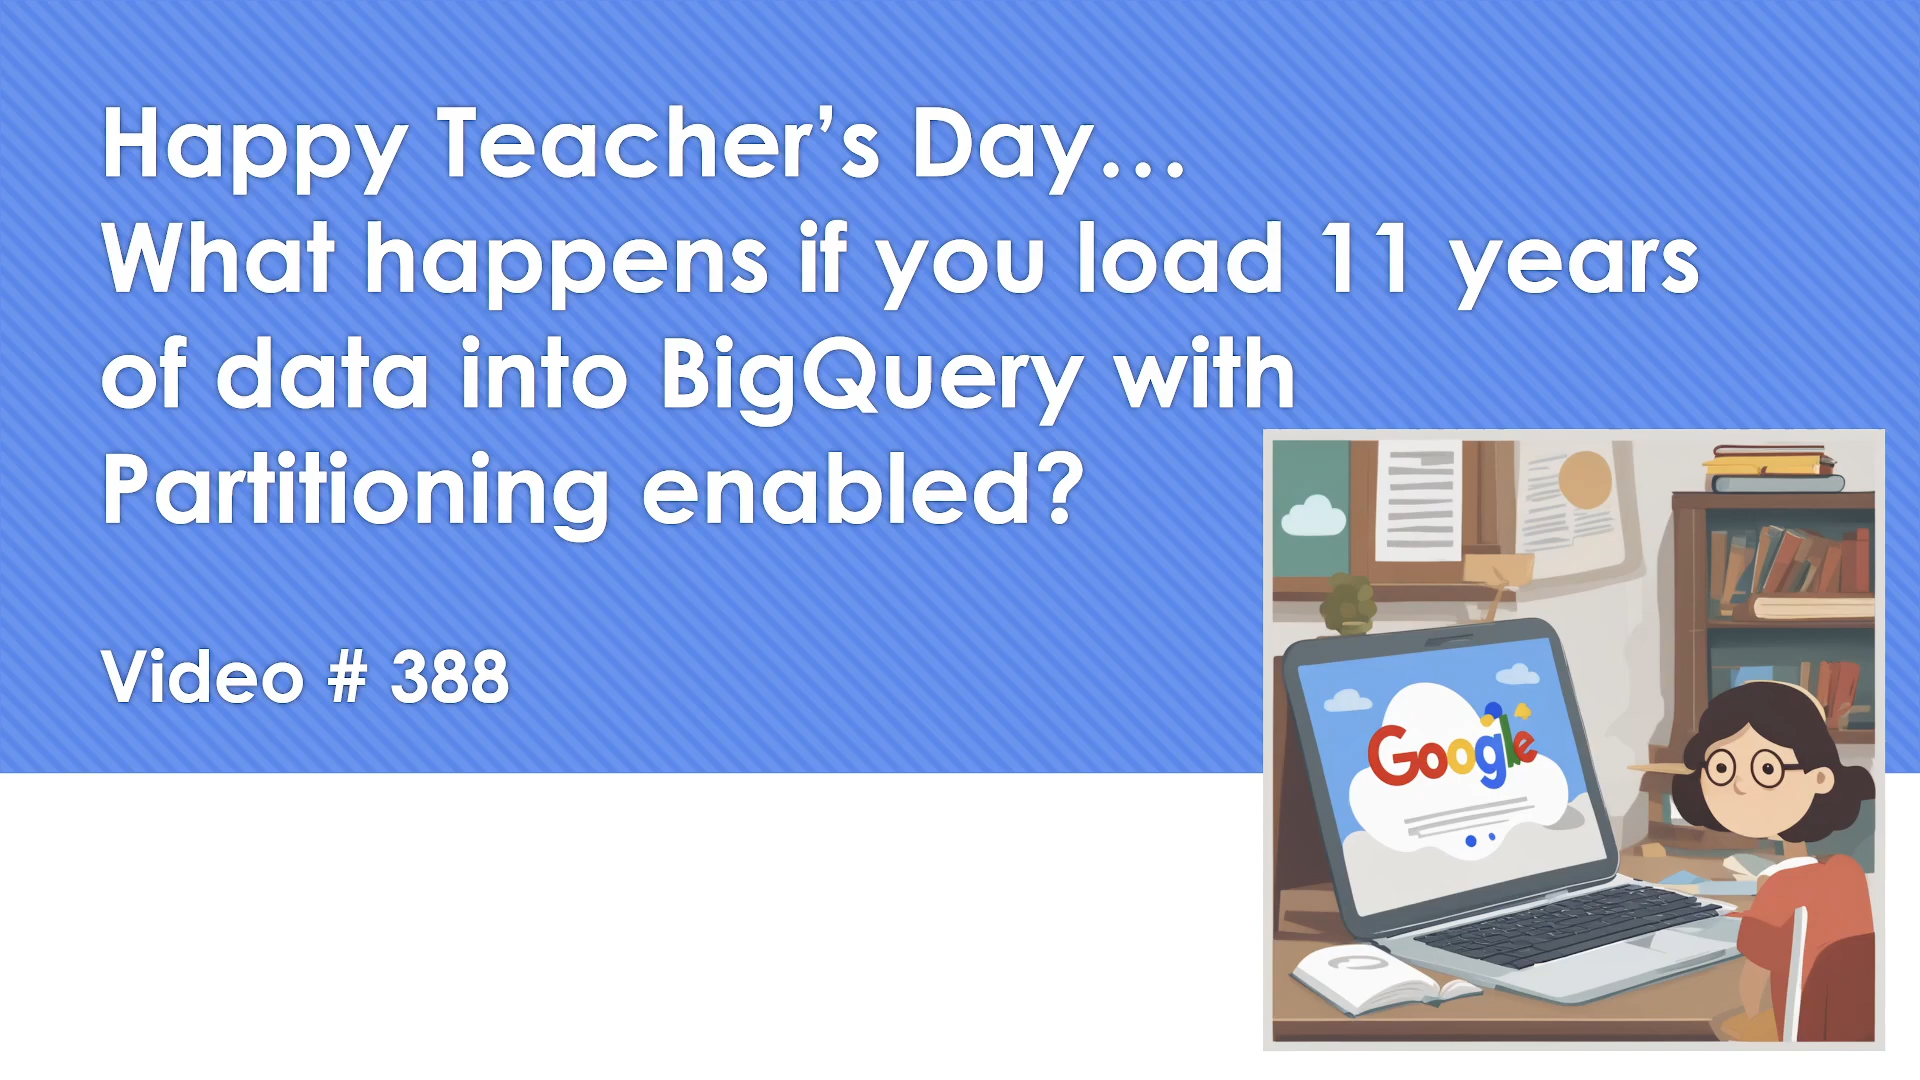 Happy Teacher’s Day…
What happens if you load 11 years
of data into BigQuery with
Partitioning enabled?
Video # 388
Google